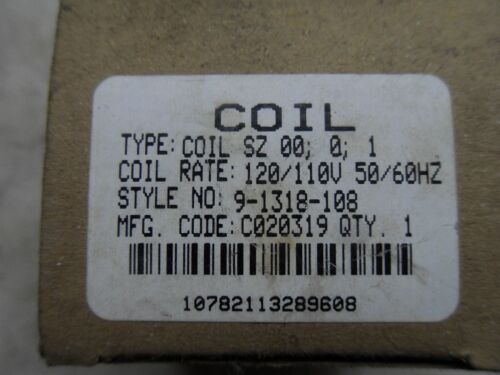 COIL
TYPE: COIL SZ 00; 0; 1
COIL RATE: 120/110V 50/60HZ
STYLE NO: 9-1318-108
MFG. CODE: C020319 QTY. 1
10782113289608